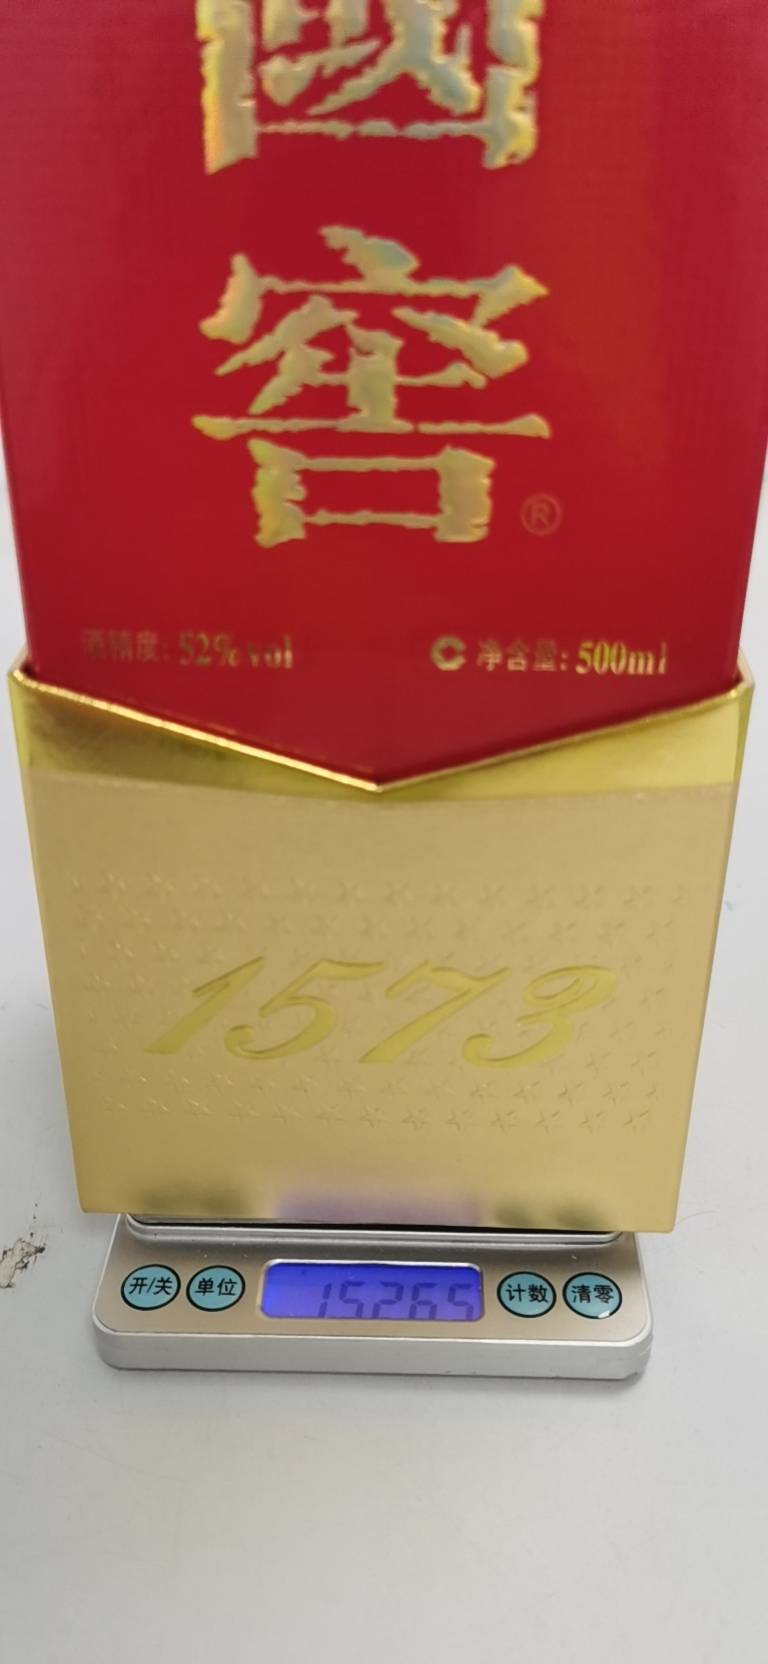 國
窖
®
酒精度: 52% vol
C 净含量: 500ml
1573
开/关 单位 15265 计数 清零